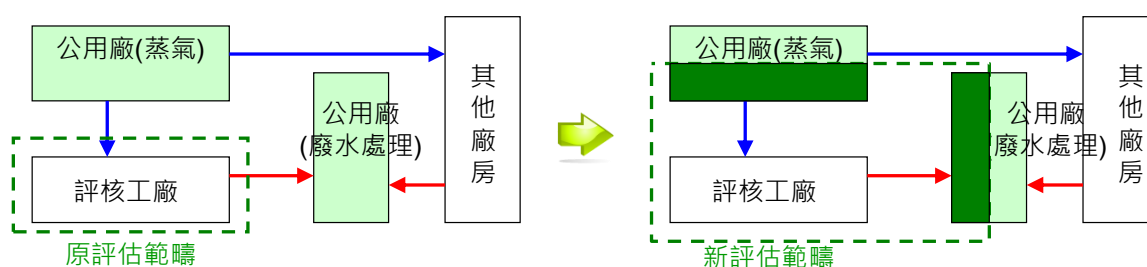 公用廠(蒸氣)
公用廠
(廢水處理)
其他廠房
評核工廠
原評估範疇
公用廠(蒸氣)
公用廠
廢水處理)
其他廠房
評核工廠
新評估範疇